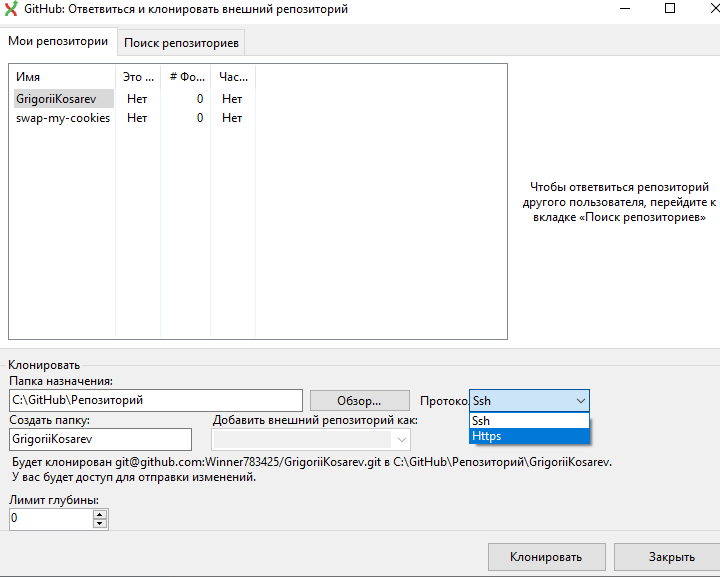 GitHub: Ответвиться и клонировать внешний репозиторий
Мои репозитории
Поиск репозиториев
Имя Это ... # Фо... Час...
GrigoriiKosarev Нет 0 Нет
swap-my-cookies Нет 0 Нет
Чтобы ответвиться репозиторий
другого пользователя, перейдите к
вкладке «Поиск репозиториев»
Клонировать
Папка назначения:
C:\GitHub\Репозиторий
Обзор...
Протокол
Ssh
Ssh
Https
Создать папку:
Добавить внешний репозиторий как:
GrigoriiKosarev
Будет клонирован git@github.com:Winner783425/GrigoriiKosarev.git в C:\GitHub\Репозиторий\GrigoriiKosarev.
У вас будет доступ для отправки изменений.
Лимит глубины:
0
Клонировать
Закрыть